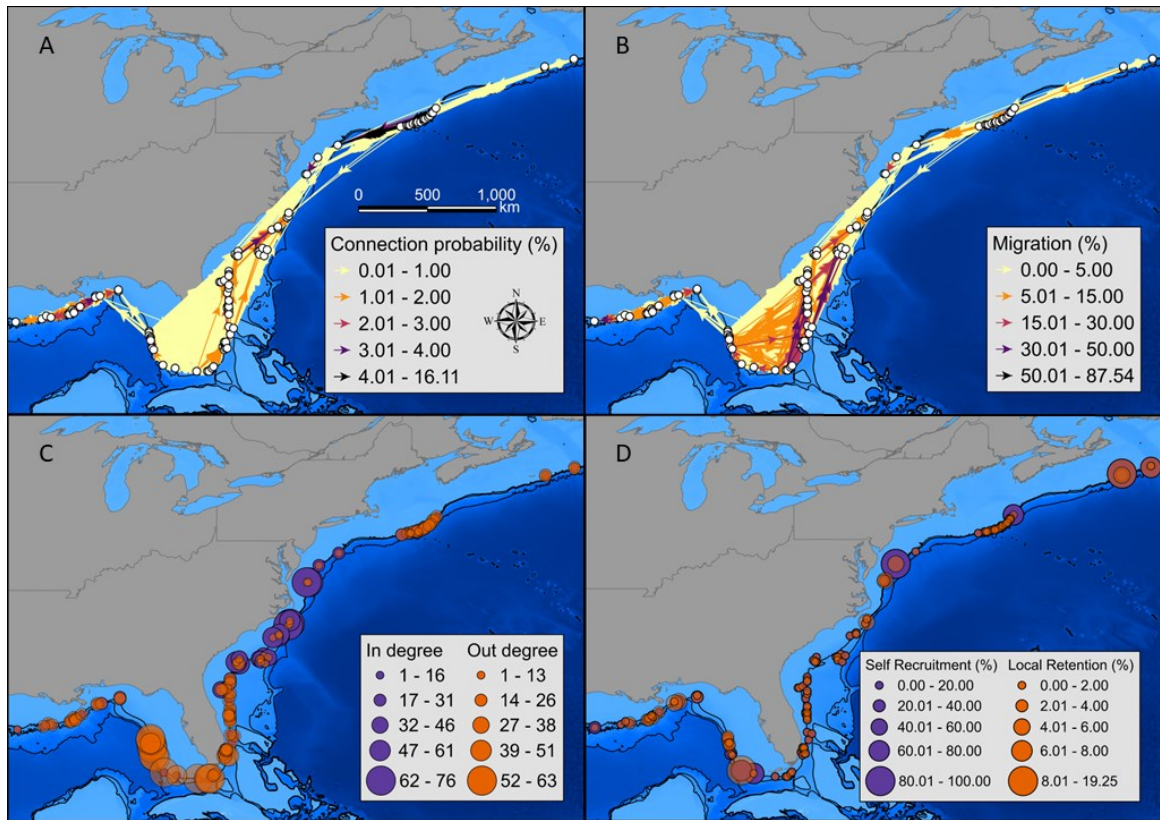 A
0 500 1,000
km
Connection probability (%)
0.01 - 1.00
1.01 - 2.00
2.01 - 3.00
3.01 - 4.00
4.01 - 16.11
N
W E
S
B
Migration (%)
0.00 - 5.00
5.01 - 15.00
15.01 - 30.00
30.01 - 50.00
50.01 - 87.54
C
In degree Out degree
1 - 16 1 - 13
17 - 31 14 - 26
32 - 46 27 - 38
47 - 61 39 - 51
62 - 76 52 - 63
D
Self Recruitment (%) Local Retention (%)
0.00 - 20.00 0.00 - 2.00
20.01 - 40.00 2.01 - 4.00
40.01 - 60.00 4.01 - 6.00
60.01 - 80.00 6.01 - 8.00
80.01 - 100.00 8.01 - 19.25